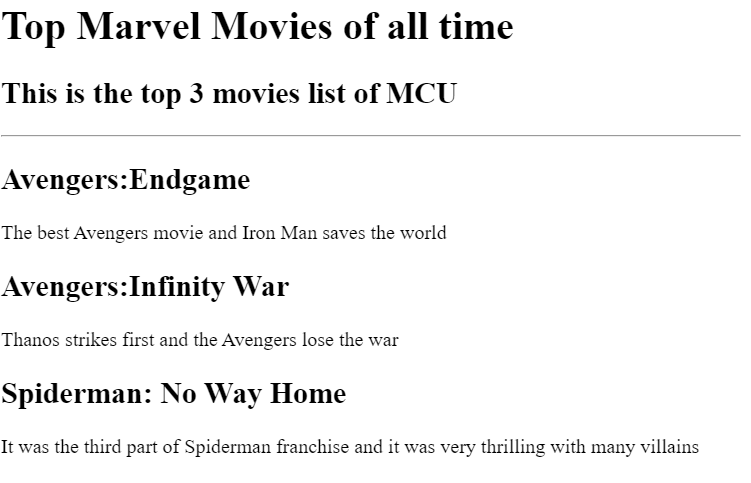 Top Marvel Movies of all time
This is the top 3 movies list of MCU
Avengers:Endgame
The best Avengers movie and Iron Man saves the world
Avengers:Infinity War
Thanos strikes first and the Avengers lose the war
Spiderman: No Way Home
It was the third part of Spiderman franchise and it was very thrilling with many villains